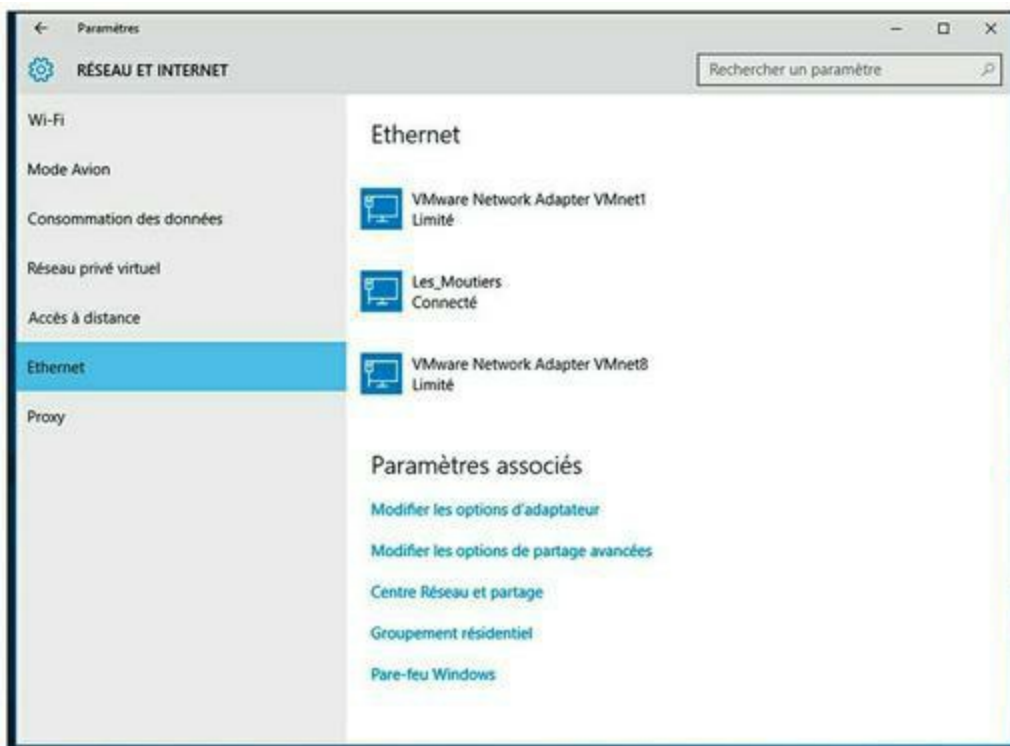 Paramètres
RÉSEAU ET INTERNET
Rechercher un paramètre
Wi-Fi
Mode Avion
Consommation des données
Réseau privé virtuel
Accès à distance
Ethernet
Proxy
Ethernet
VMware Network Adapter VMnet1
Limité
Les_Moutiers
Connecté
VMware Network Adapter VMnet8
Limité
Paramètres associés
Modifier les options d'adaptateur
Modifier les options de partage avancées
Centre Réseau et partage
Groupement résidentiel
Pare-feu Windows